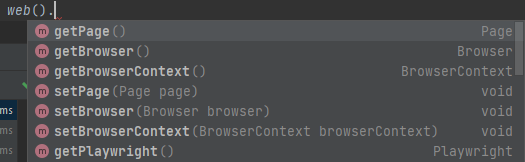 web().
m getPage() Page
m getBrowser() Browser
m getBrowserContext() BrowserContext
m setPage(Page page) void
ms m setBrowser(Browser browser) void
ms m setBrowserContext(BrowserContext browserContext) void
ms m getPlaywright() Playwright